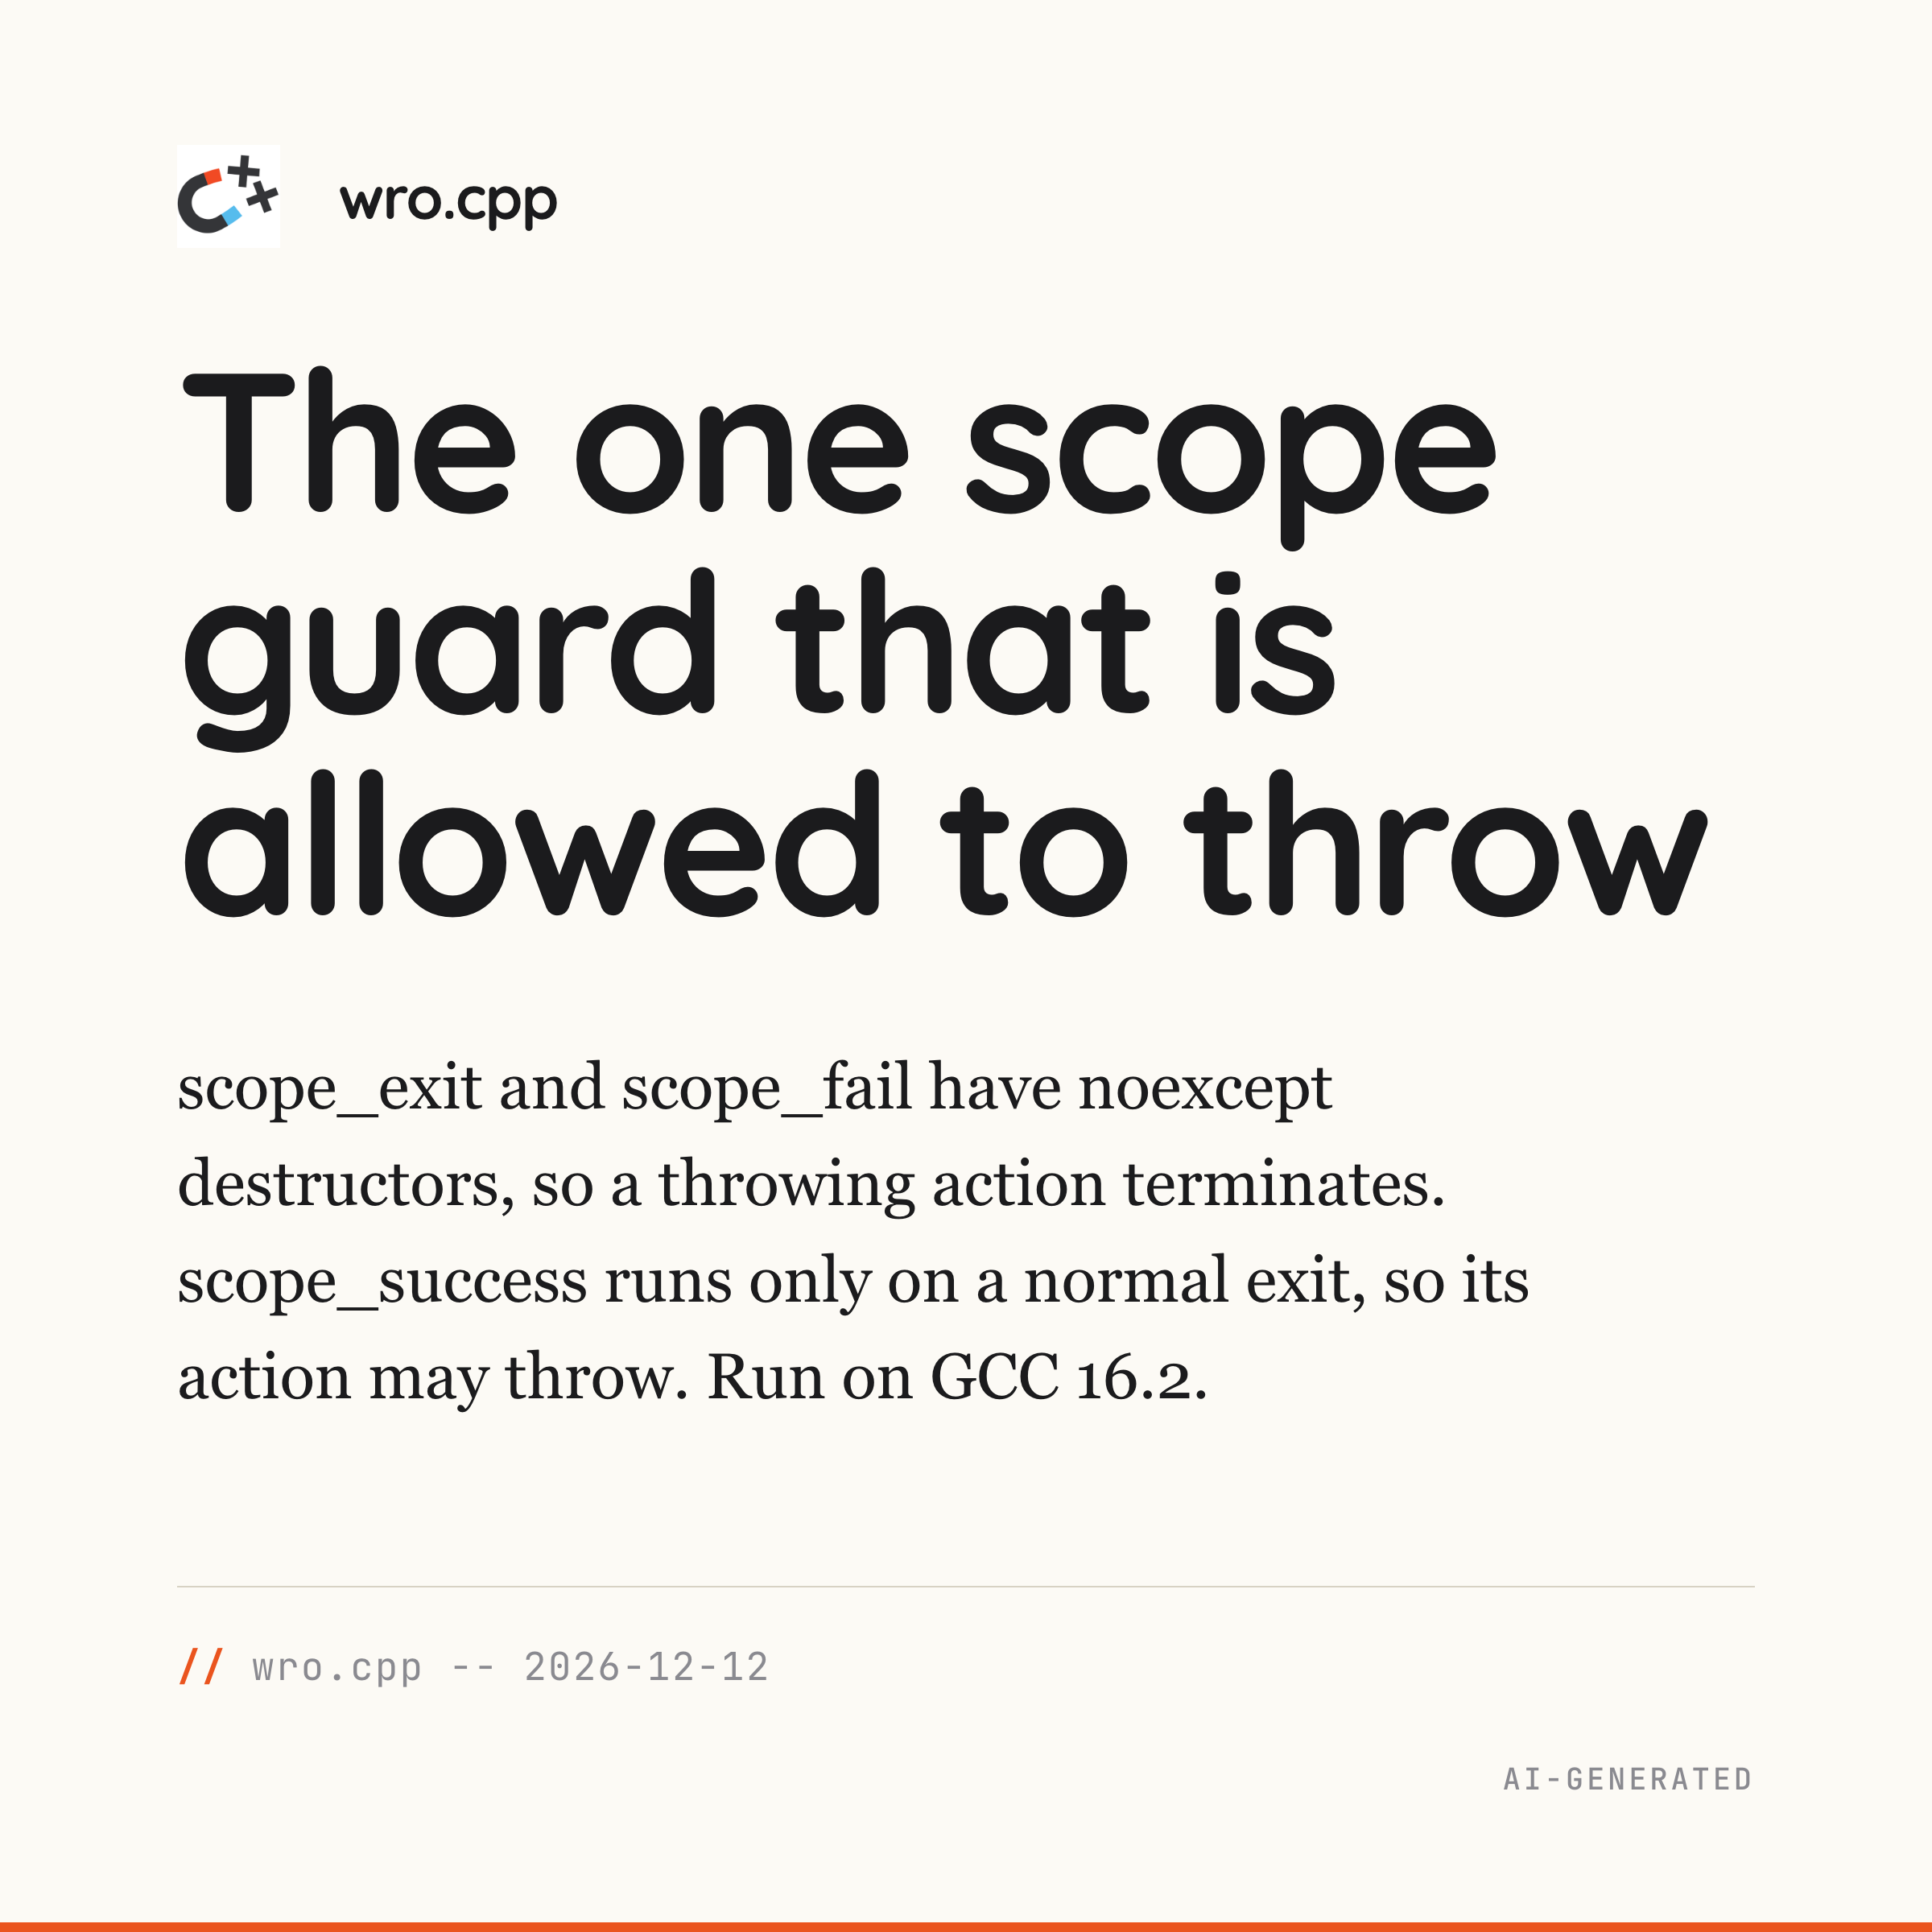 wro.cpp
The one scope
guard that is
allowed to throw
scope_exit and scope_fail have noexcept
destructors, so a throwing action terminates.
scope_success runs only on a normal exit, so its
action may throw. Run on GCC 16.2.
// wro.cpp -- 2026-12-12
AI-GENERATED